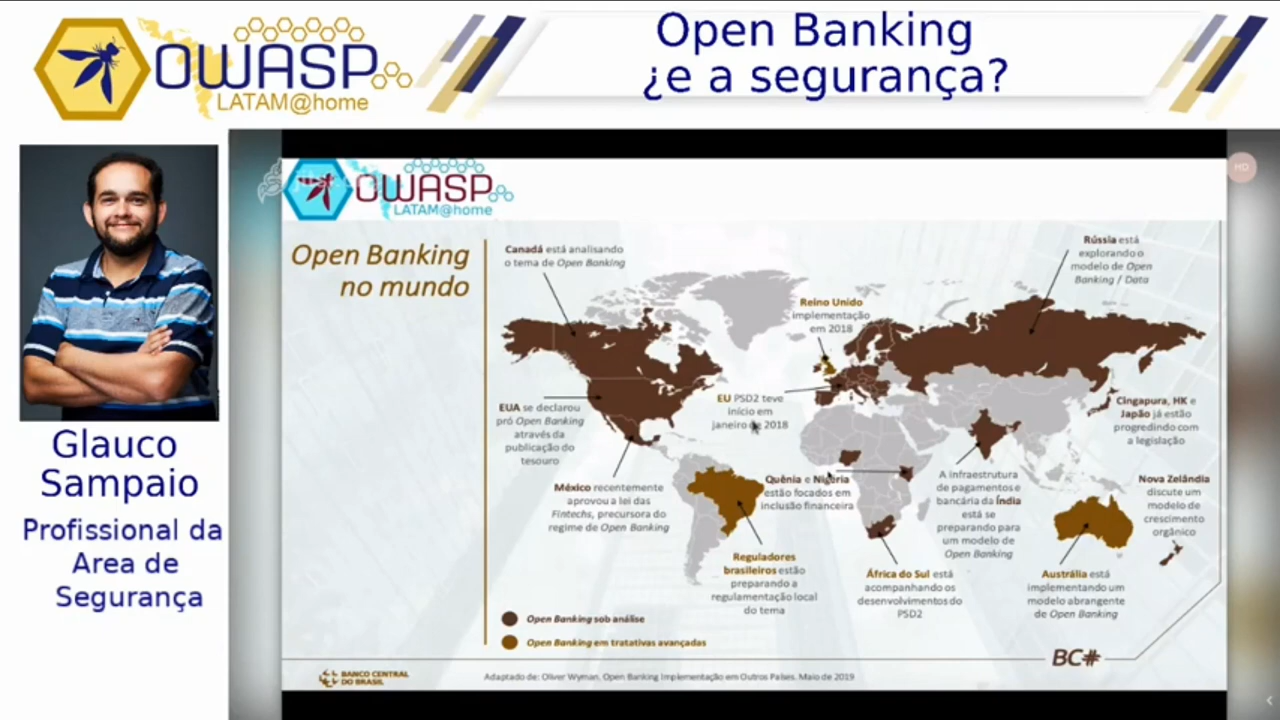 OWASP
LATAM@home
Open Banking
¿e a segurança?
Glauco
Sampaio
Profissional da
Area de
Segurança
HD
OWASP
LATAM@home
Open Banking
no mundo
Canadá está analisando
o tema de Open Banking
Rússia está
explorando o
modelo de Open
Banking / Data
Reino Unido
implementação
em 2018
EUA se declarou
pró Open Banking
através da
publicação do
tesouro
EU PSD2 teve
início em
janeiro de 2018
Cingapura, HK e
Japão já estão
progredindo com
a legislação
México recentemente
aprovou a lei das
Fintechs, precursora do
regime de Open Banking
Quênia e Nigéria
estão focados em
inclusão financeira
A infraestrutura
de pagamentos e
bancária da Índia
está se
preparando para
um modelo de
Open Banking
Nova Zelândia
discute um
modelo de
crescimento
orgânico
Reguladores
brasileiros estão
preparando a
regulamentação local
do tema
África do Sul está
acompanhando os
desenvolvimentos do
PSD2
Austrália está
implementando um
modelo abrangente
de Open Banking
Open Banking sob análise
Open Banking em tratativas avançadas
BC#
BANCO CENTRAL
DO BRASIL
Adaptado de: Oliver Wyman. Open Banking Implementação em Outros Países. Maio de 2019